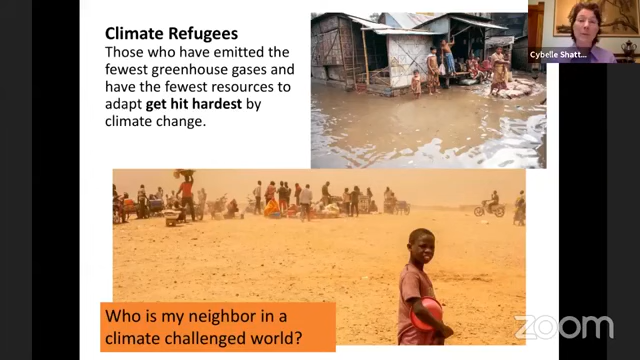 Climate Refugees
Those who have emitted the
fewest greenhouse gases and
have the fewest resources to
adapt get hit hardest by
climate change.
Cybelle Shatt...
Who is my neighbor in a
climate challenged world?
zoom